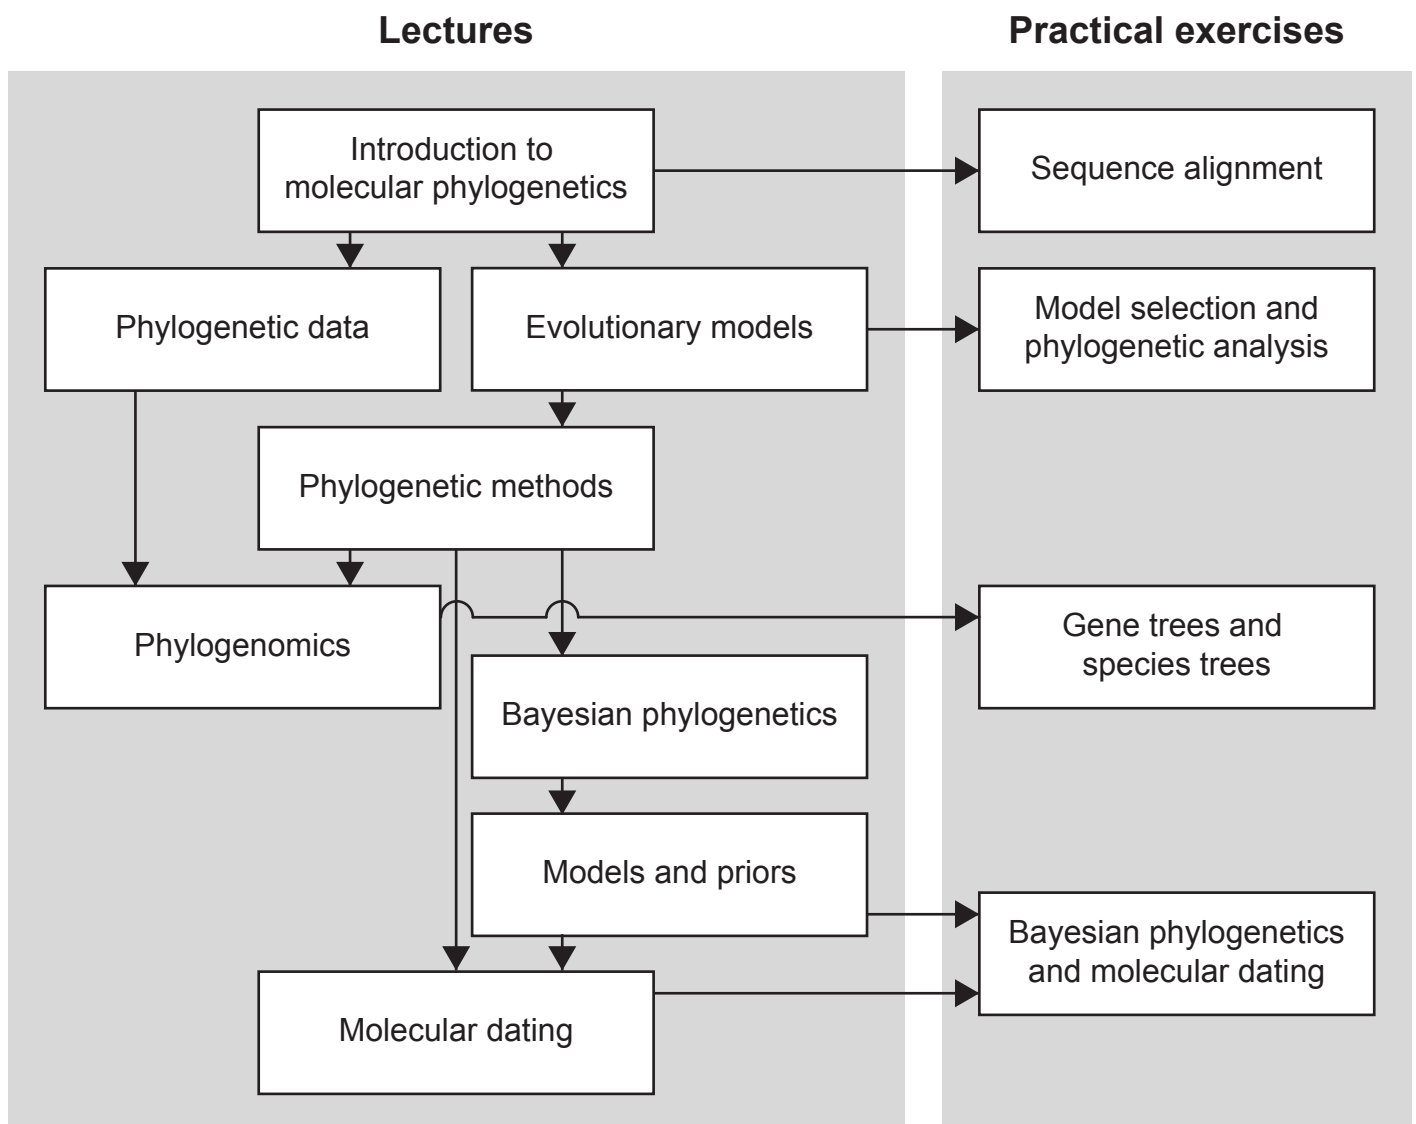 Lectures
Practical exercises
Introduction to
molecular phylogenetics
Sequence alignment
Phylogenetic data
Evolutionary models
Model selection and
phylogenetic analysis
Phylogenetic methods
Phylogenomics
Gene trees and
species trees
Bayesian phylogenetics
Models and priors
Bayesian phylogenetics
and molecular dating
Molecular dating